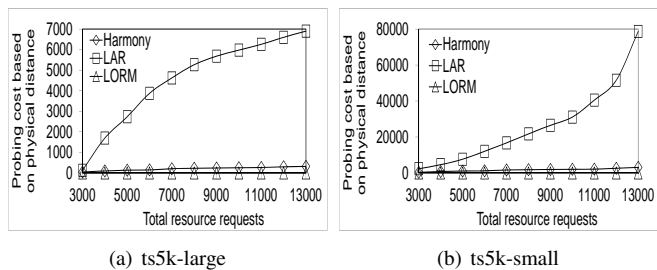 Probing cost based
on physical distance
7000
6000
5000
4000
3000
2000
1000
0
Harmony
LAR
LORM
3000 5000 7000 9000 11000 13000
Total resource requests
(a) ts5k-large
Probing cost based
on physical distance
80000
60000
40000
20000
0
Harmony
LAR
LORM
3000 5000 7000 9000 11000 13000
Total resource requests
(b) ts5k-small